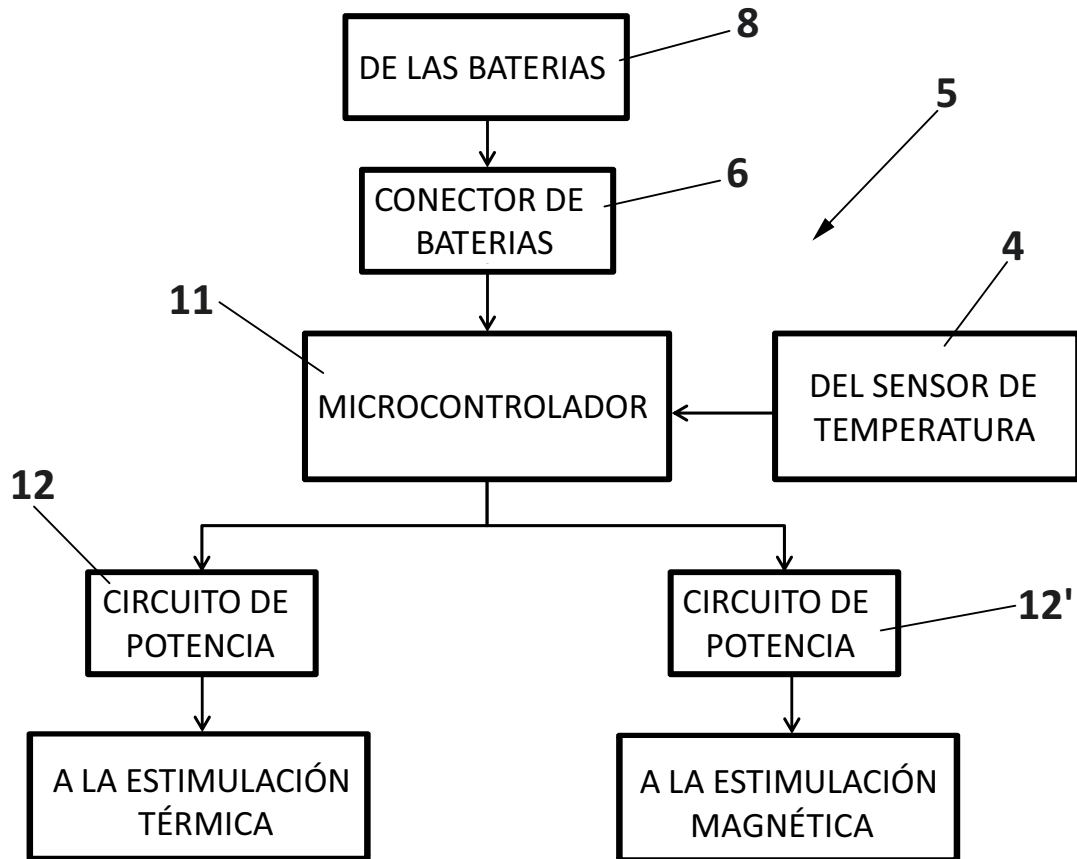 8
DE LAS BATERIAS
5
6
CONECTOR DE
BATERIAS
4
11
MICROCONTROLADOR
DEL SENSOR DE
TEMPERATURA
12
CIRCUITO DE
POTENCIA
CIRCUITO DE
POTENCIA
12'
A LA ESTIMULACIÓN
TÉRMICA
A LA ESTIMULACIÓN
MAGNÉTICA